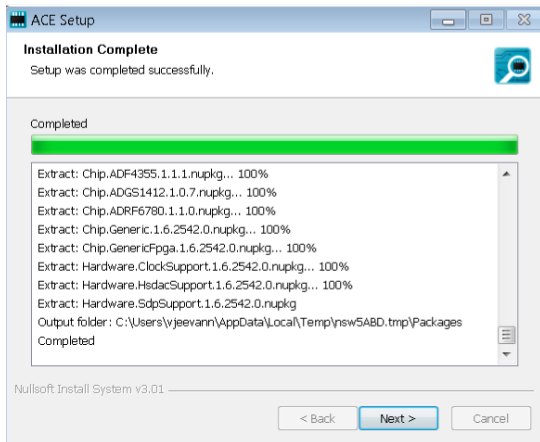 ACE Setup
Installation Complete
Setup was completed successfully.
Completed
Extract: Chip.ADF4355.1.1.1.nupkg... 100%
Extract: Chip.ADGS1412.1.0.7.nupkg... 100%
Extract: Chip.ADRF6780.1.1.0.nupkg... 100%
Extract: Chip.Generic.1.6.2542.0.nupkg... 100%
Extract: Chip.GenericFpga.1.6.2542.0.nupkg... 100%
Extract: Hardware.ClockSupport.1.6.2542.0.nupkg... 100%
Extract: Hardware.HsdacSupport.1.6.2542.0.nupkg... 100%
Extract: Hardware.SdpSupport.1.6.2542.0.nupkg
Output folder: C:\Users\vjeevann\AppData\Local\Temp\nsw5ABD.tmp\Packages
Completed
Nullsoft Install System v3.01
< Back Next > Cancel